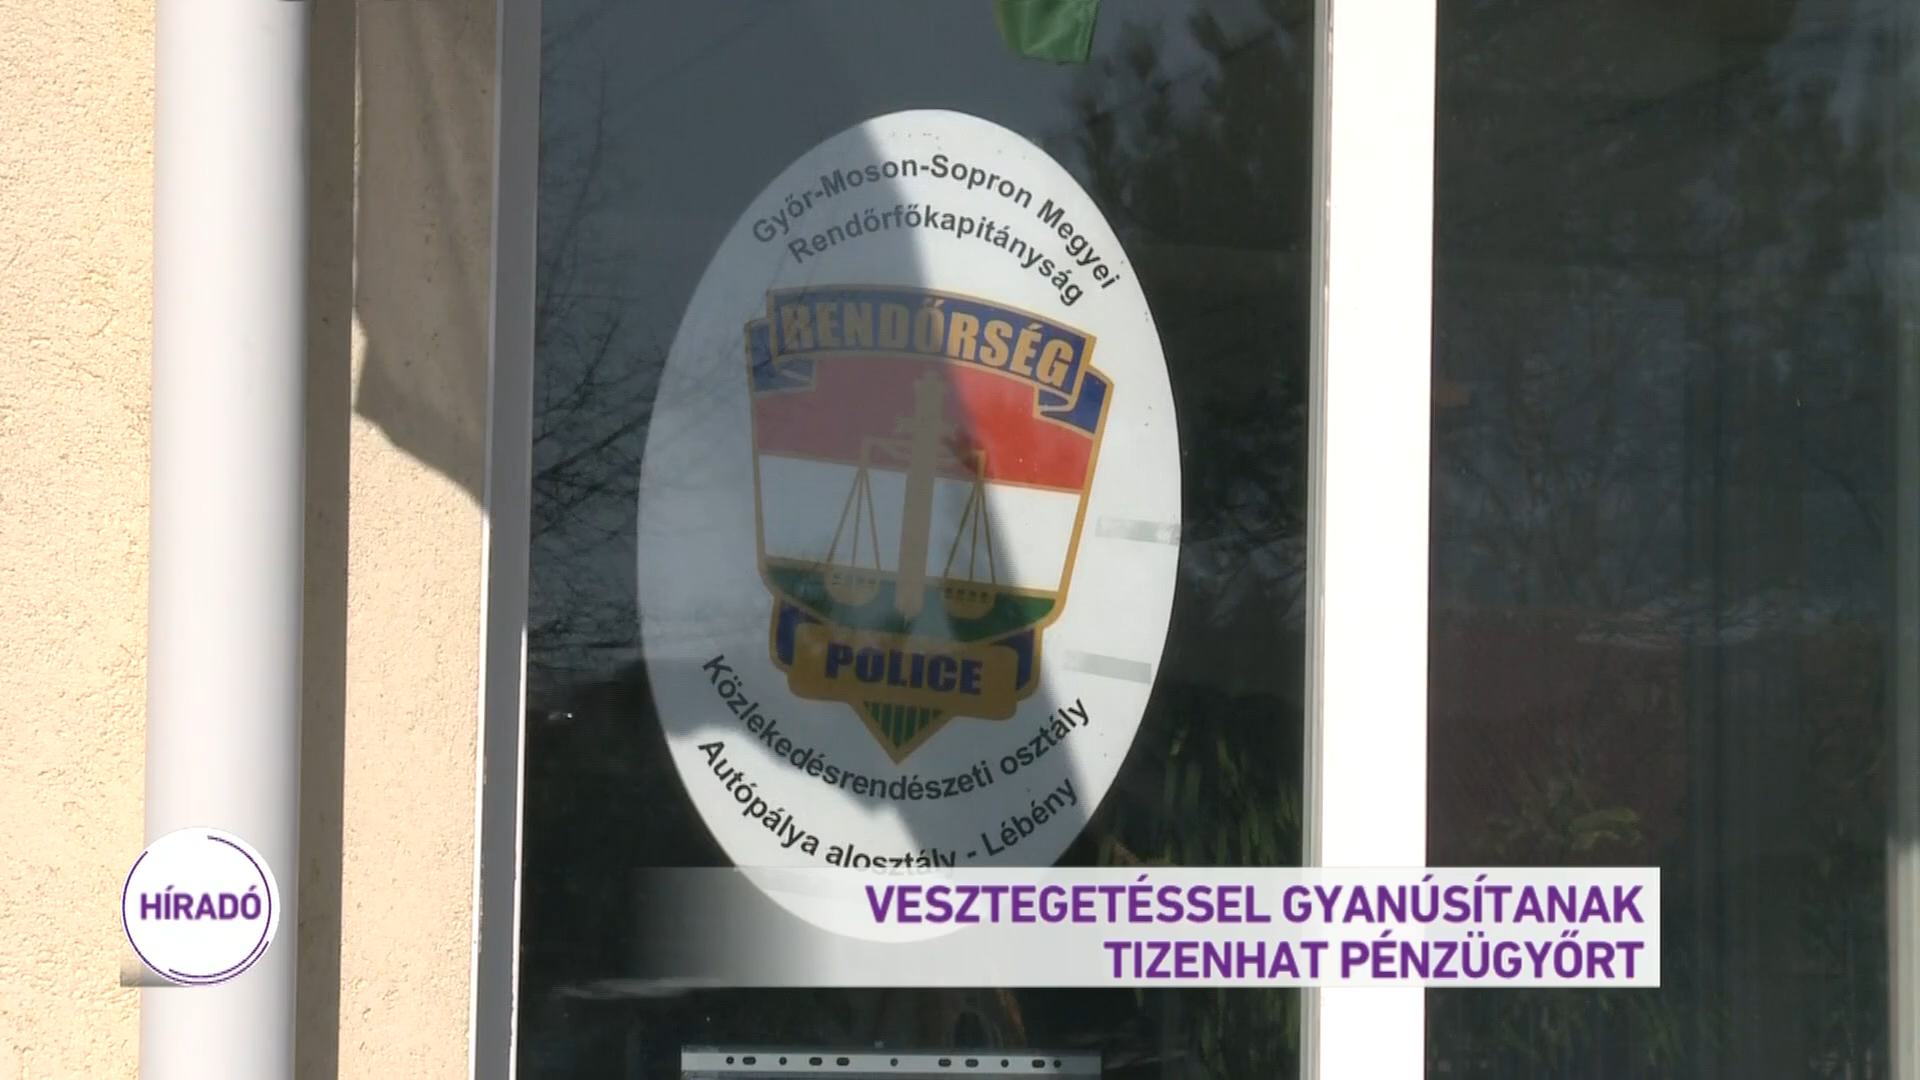 Győr-Moson-Sopron Megyei
Rendőrfőkapitányság
RENDŐRSÉG
POLICE
Közlekedésrendészeti osztály
Autópálya alosztály - Lébény
HÍRADÓ
VESZTEGETÉSSEL GYANÚSÍTANAK
TIZENHAT PÉNZÜGYŐRT